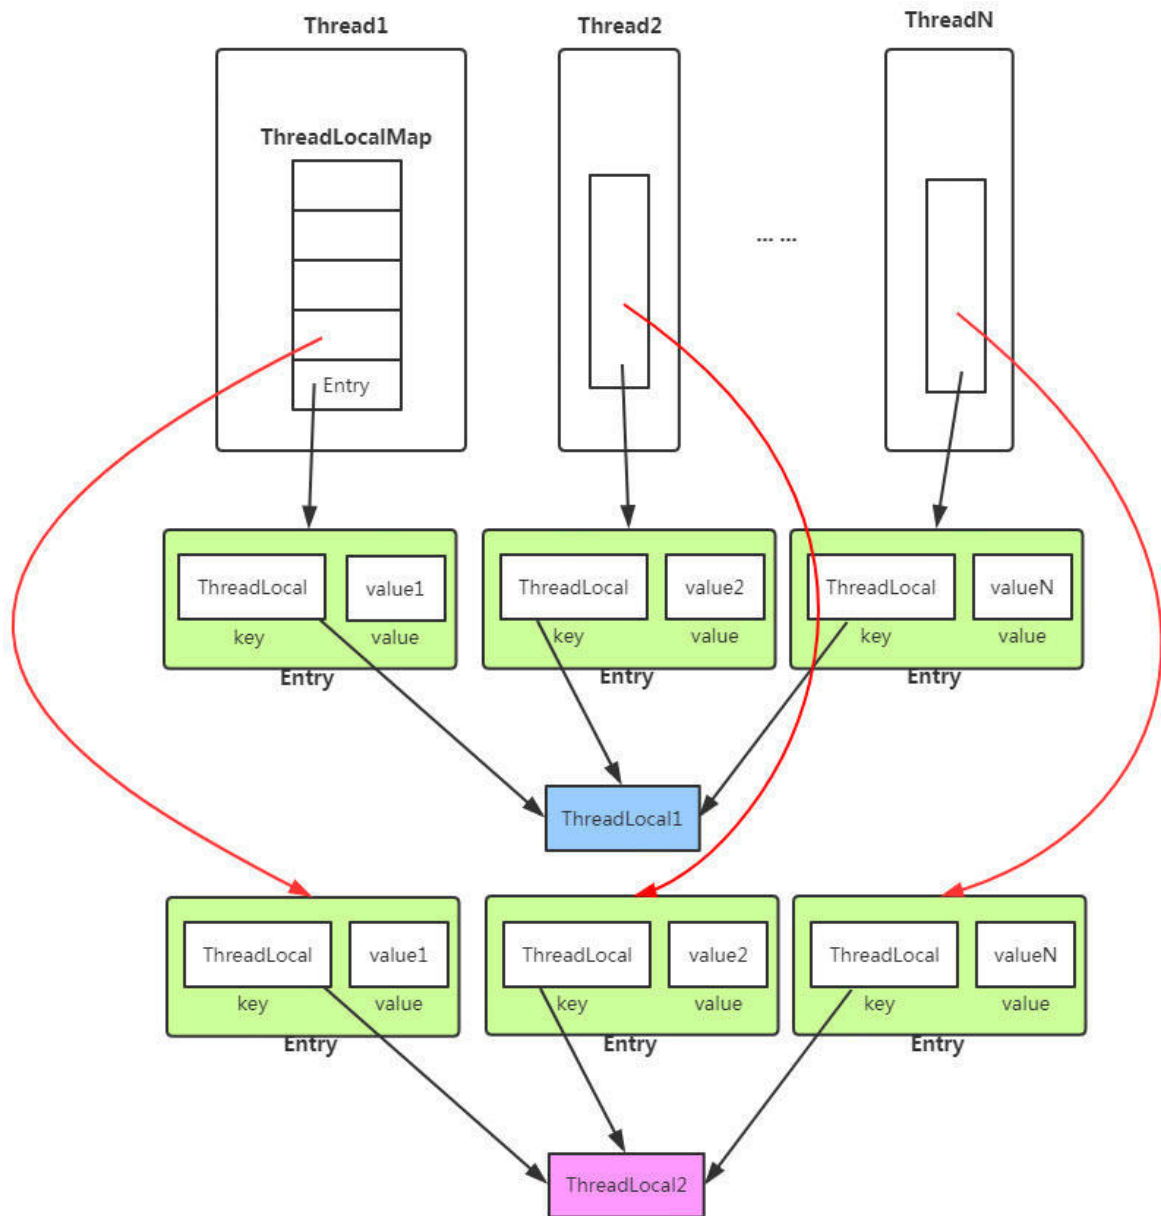 Thread1
Thread2
ThreadN
ThreadLocalMap
... ...
Entry
ThreadLocal
value1
key
value
Entry
ThreadLocal
value2
key
value
Entry
ThreadLocal
valueN
key
value
Entry
ThreadLocal1
ThreadLocal
value1
key
value
Entry
ThreadLocal
value2
key
value
Entry
ThreadLocal
valueN
key
value
Entry
ThreadLocal2